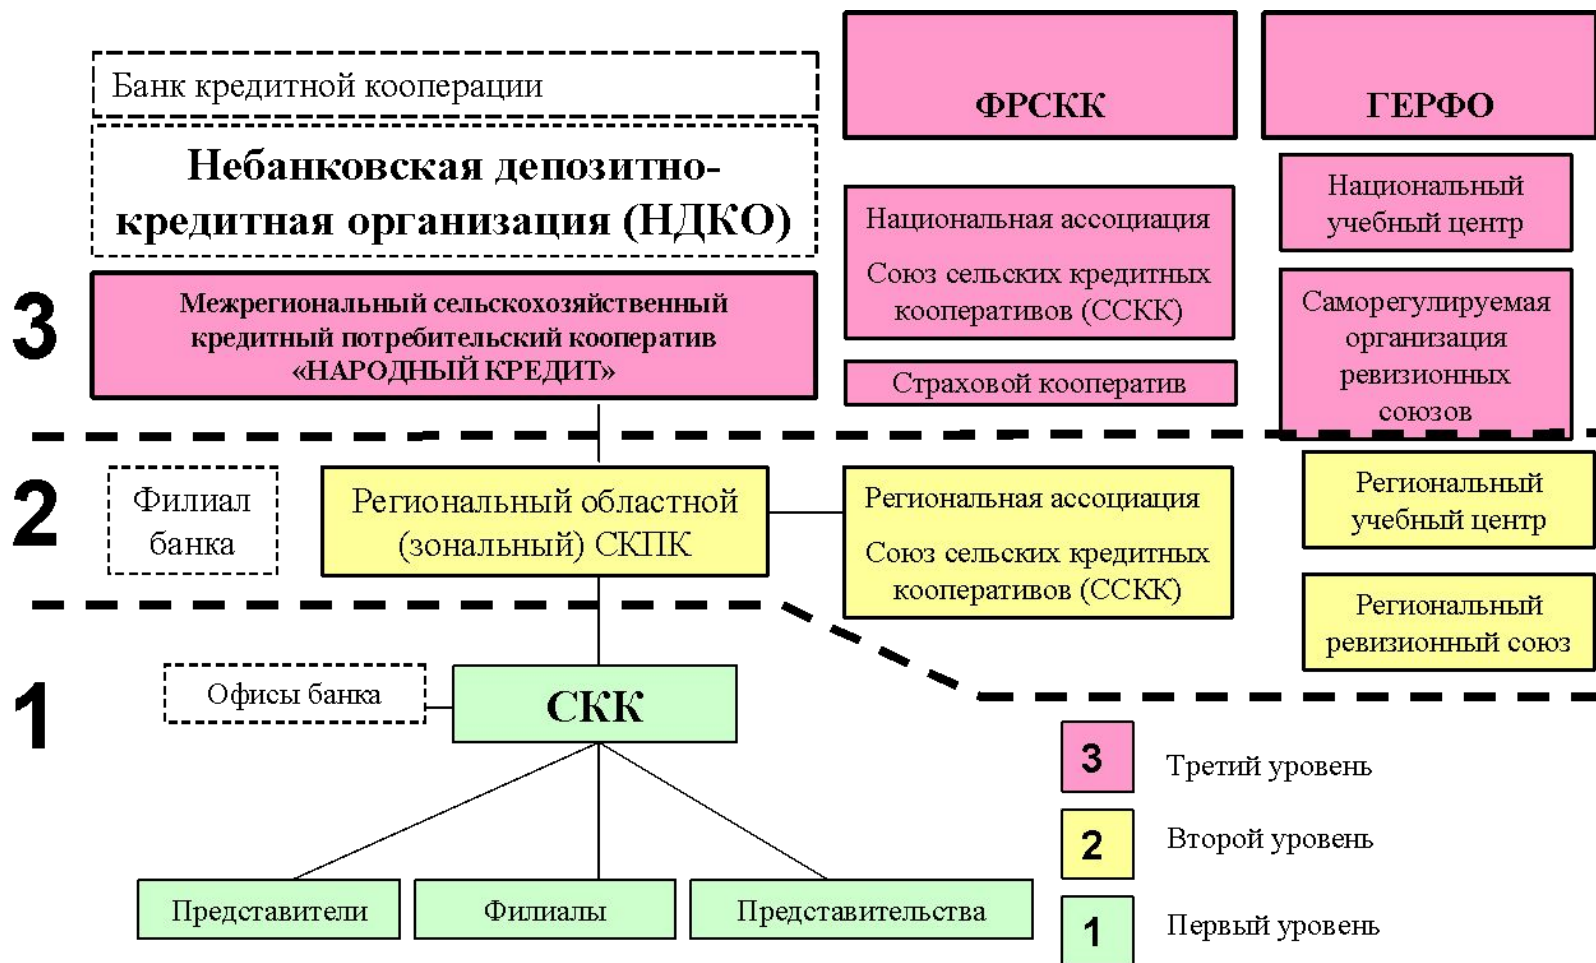 Банк кредитной кооперации
Небанковская депозитно-
кредитная организация (НДКО)
Межрегиональный сельскохозяйственный
кредитный потребительский кооператив
«НАРОДНЫЙ КРЕДИТ»
ФРСКК
Национальная ассоциация
Союз сельских кредитных
кооперативов (ССКК)
Страховой кооператив
ГЕРФО
Национальный
учебный центр
Саморегулируемая
организация
ревизионных
союзов
3
2
Филиал
банка
Региональный областной
(зональный) СКПК
Региональная ассоциация
Союз сельских кредитных
кооперативов (ССКК)
Региональный
учебный центр
Региональный
ревизионный союз
1
Офисы банка
СКК
Представители
Филиалы
Представительства
3 Третий уровень
2 Второй уровень
1 Первый уровень